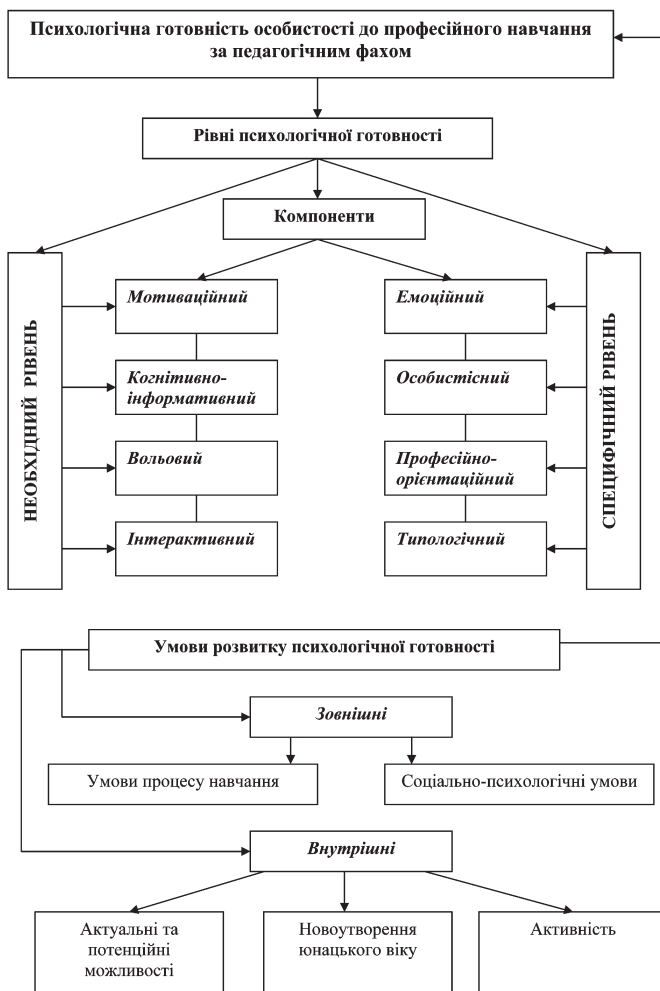 Психологічна готовність особистості до професійного навчання
за педагогічним фахом
Рівні психологічної готовності
Компоненти
НЕОБХІДНИЙ РІВЕНЬ
Мотиваційний
Когнітивно-
інформативний
Вольовий
Інтерактивний
Емоційний
Особистісний
Професійно-
орієнтаційний
Типологічний
СПЕЦИФІЧНИЙ РІВЕНЬ
Умови розвитку психологічної готовності
Зовнішні
Умови процесу навчання
Соціально-психологічні умови
Внутрішні
Актуальні та
потенційні
можливості
Новоутворення
юнацького віку
Активність